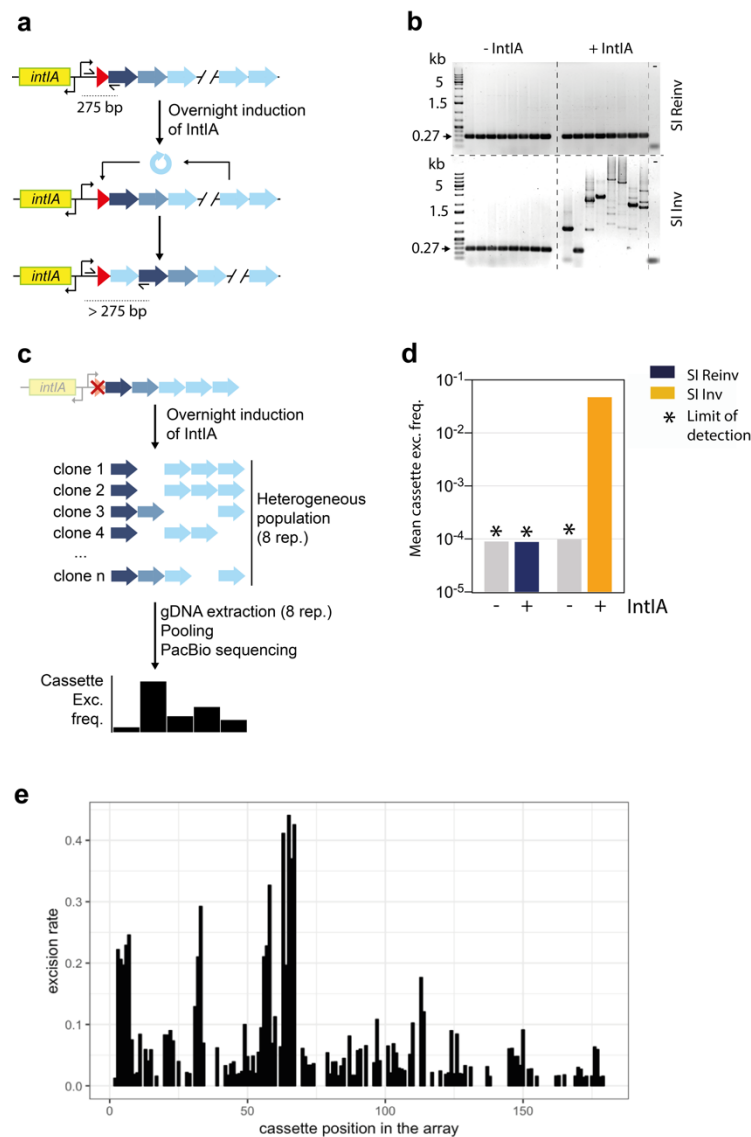 a
intIA
275 bp
Overnight induction
of IntIA
intIA
intIA
> 275 bp
b
- IntIA
+ IntIA
kb
5
1.5
0.27
-
SI Reinv
kb
5
1.5
0.27
-
SI Inv
c
intIA
Overnight induction
of IntIA
clone 1
clone 2
clone 3
clone 4
...
clone n
Heterogeneous
population
(8 rep.)
gDNA extraction (8 rep.)
Pooling
PacBio sequencing
Cassette
Exc.
freq.
d
SI Reinv
SI Inv
* Limit of
detection
Mean cassette exc. freq.
10-1
10-2
10-4
10-4
10-5
* * *
- + - + IntIA
e
excision rate
0.4
0.3
0.2
0.1
0.0
0 50 100 150
cassette position in the array